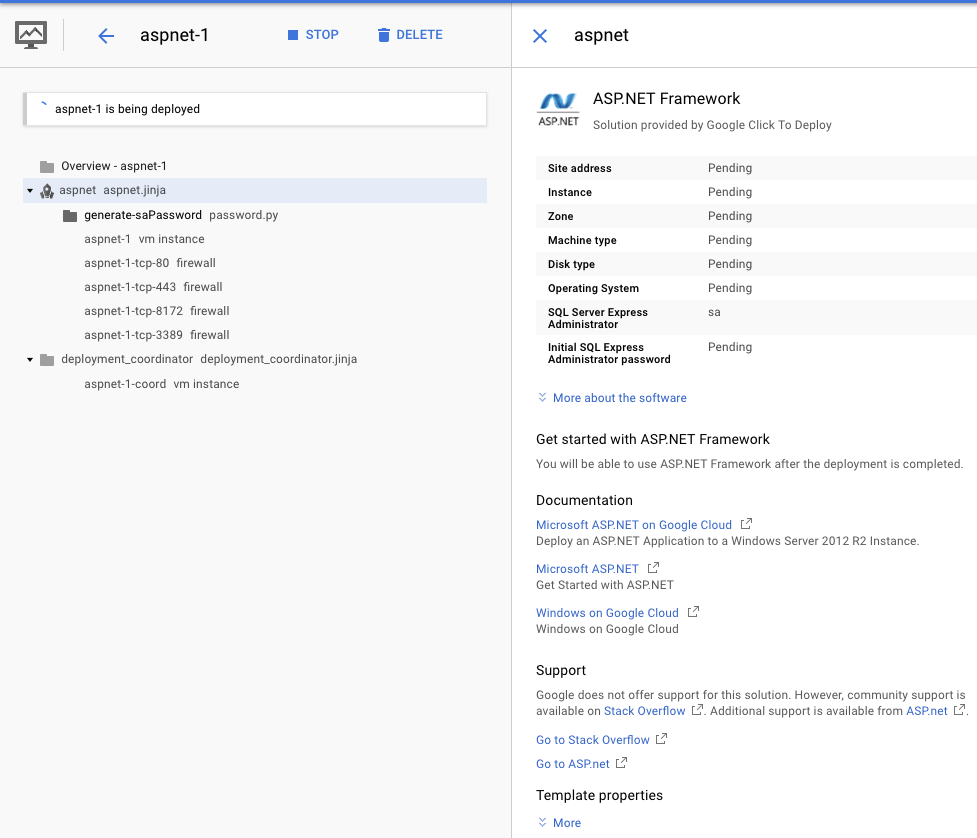 aspnet-1
STOP
DELETE
aspnet-1 is being deployed
Overview - aspnet-1
aspnet aspnet.jinja
generate-saPassword password.py
aspnet-1 vm instance
aspnet-1-tcp-80 firewall
aspnet-1-tcp-443 firewall
aspnet-1-tcp-8172 firewall
aspnet-1-tcp-3389 firewall
deployment_coordinator deployment_coordinator.jinja
aspnet-1-coord vm instance
aspnet
ASP.NET
ASP.NET Framework
Solution provided by Google Click To Deploy
Site address Pending
Instance Pending
Zone Pending
Machine type Pending
Disk type Pending
Operating System Pending
SQL Server Express sa
Administrator
Initial SQL Express Pending
Administrator password
More about the software
Get started with ASP.NET Framework
You will be able to use ASP.NET Framework after the deployment is completed.
Documentation
Microsoft ASP.NET on Google Cloud
Deploy an ASP.NET Application to a Windows Server 2012 R2 Instance.
Microsoft ASP.NET
Get Started with ASP.NET
Windows on Google Cloud
Windows on Google Cloud
Support
Google does not offer support for this solution. However, community support is
available on Stack Overflow . Additional support is available from ASP.net .
Go to Stack Overflow
Go to ASP.net
Template properties
More